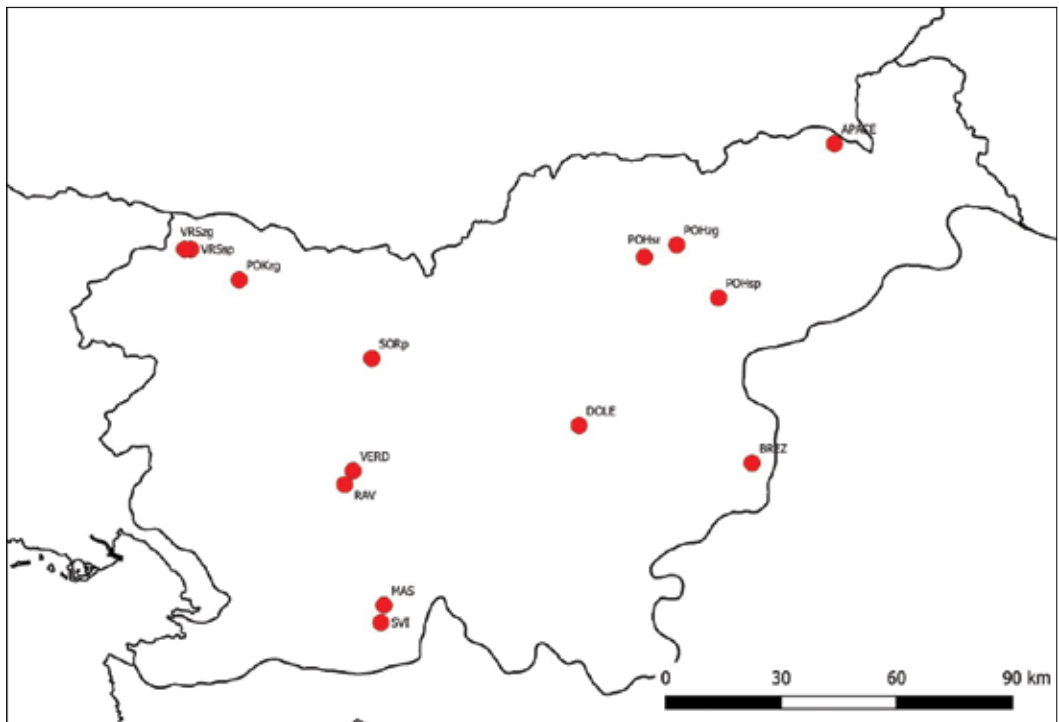 APACE
VRSzg
VRSsp
POKzg
POHsr
POHzg
POHsp
SORp
DOLE
BREZ
VERD
RAV
MAS
SVI
0 30 60 90 km